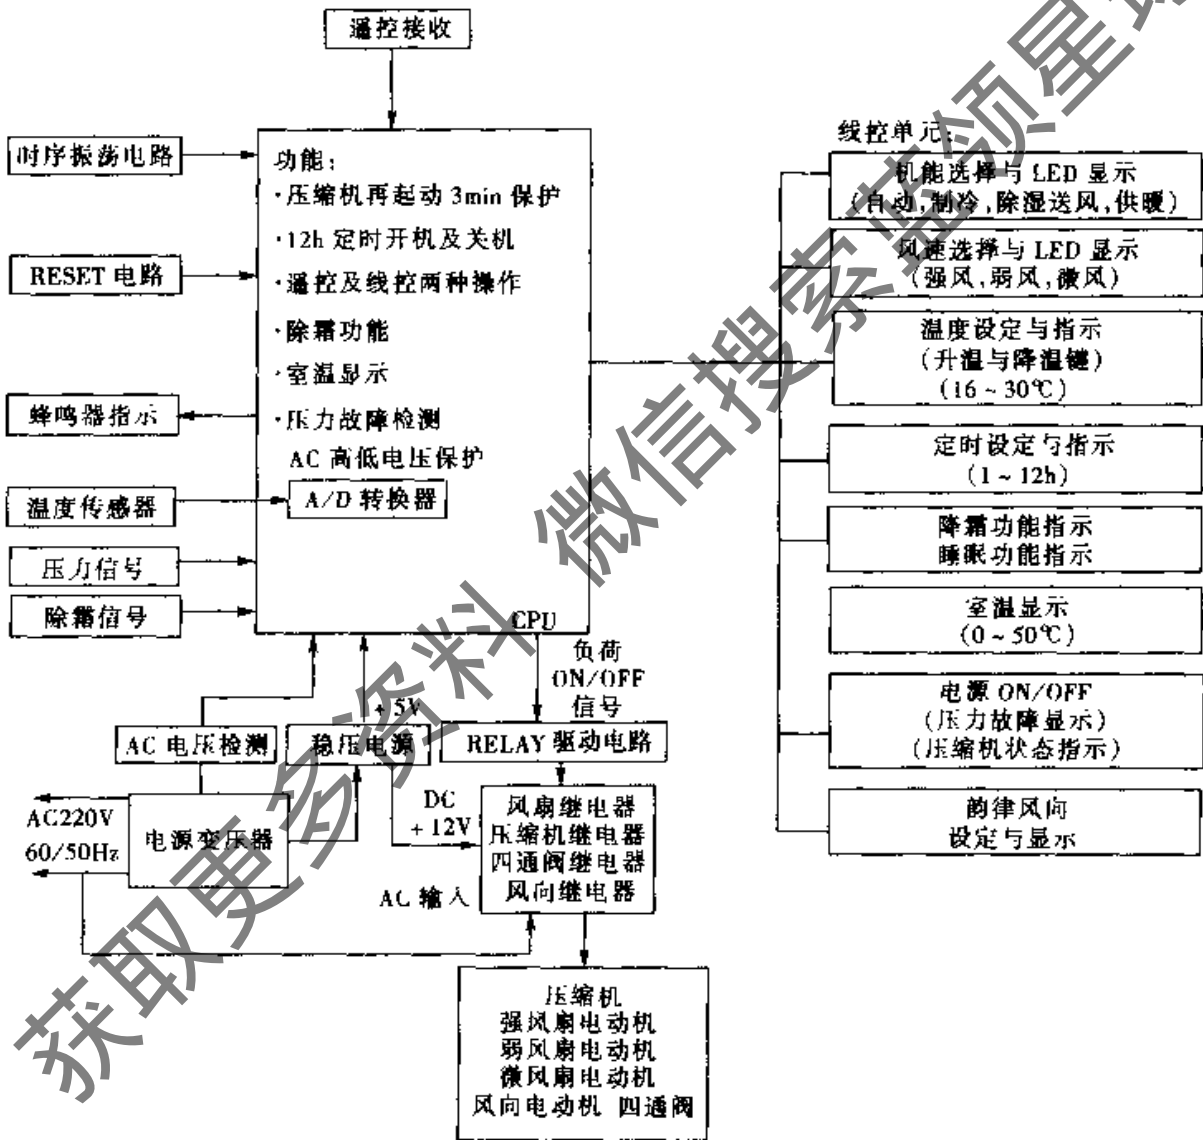 遥控接收
时序振荡电路
RESET 电路
蜂鸣器指示
温度传感器
压力信号
除霜信号
功能：
·压缩机再起动 3min 保护
·12h 定时开机及关机
·遥控及线控两种操作
·除霜功能
·室温显示
·压力故障检测
AC 高低电压保护
A/D 转换器
CPU
线控单元：
机能选择与 LED 显示
（自动,制冷,除湿送风,供暖）
风速选择与 LED 显示
（强风,弱风,微风）
温度设定与指示
（升温与降温键）
（16～30℃）
定时设定与指示
（1～12h）
降霜功能指示
睡眠功能指示
室温显示
（0～50℃）
电源 ON/OFF
（压力故障显示）
（压缩机状态指示）
韵律风向
设定与显示
负荷
ON/OFF
信号
+5V
AC 电压检测
稳压电源
RELAY 驱动电路
AC220V
60/50Hz
电源变压器
DC
+12V
AC 输入
风扇继电器
压缩机继电器
四通阀继电器
风向继电器
压缩机
强风扇电动机
弱风扇电动机
微风扇电动机
风向电动机 四通阀
获取更多资料 微信搜索蓝领星球